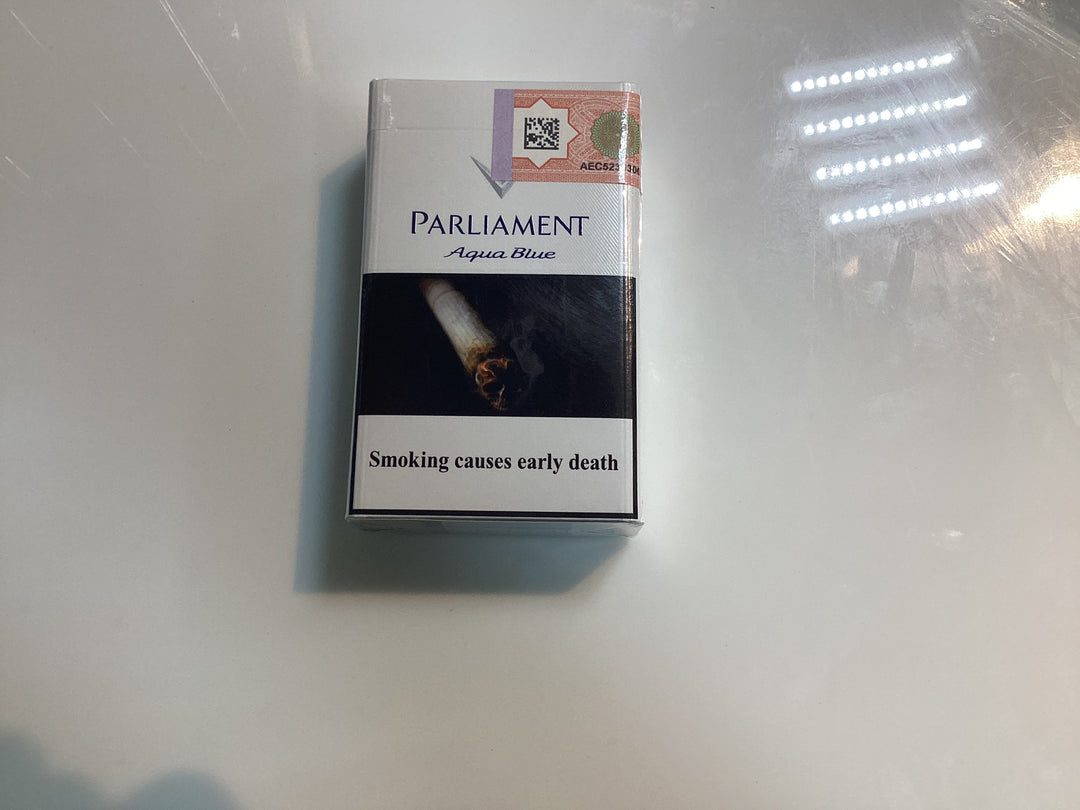 PARLIAMENT
Aqua Blue
Smoking causes early death